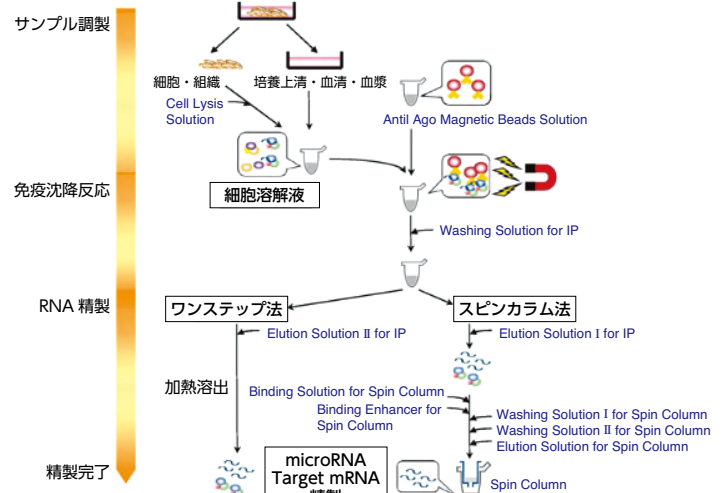 サンプル調製
細胞・組織
培養上清・血清・血漿
Cell Lysis
Solution
Antil Ago Magnetic Beads Solution
免疫沈降反応
細胞溶解液
Washing Solution for IP
RNA 精製
ワンステップ法
スピンカラム法
Elution Solution Ⅱ for IP
Elution Solution Ⅰ for IP
加熱溶出
Binding Solution for Spin Column
Binding Enhancer for
Spin Column
Washing Solution Ⅰ for Spin Column
Washing Solution Ⅱ for Spin Column
Elution Solution for Spin Column
精製完了
microRNA
Target mRNA
Spin Column